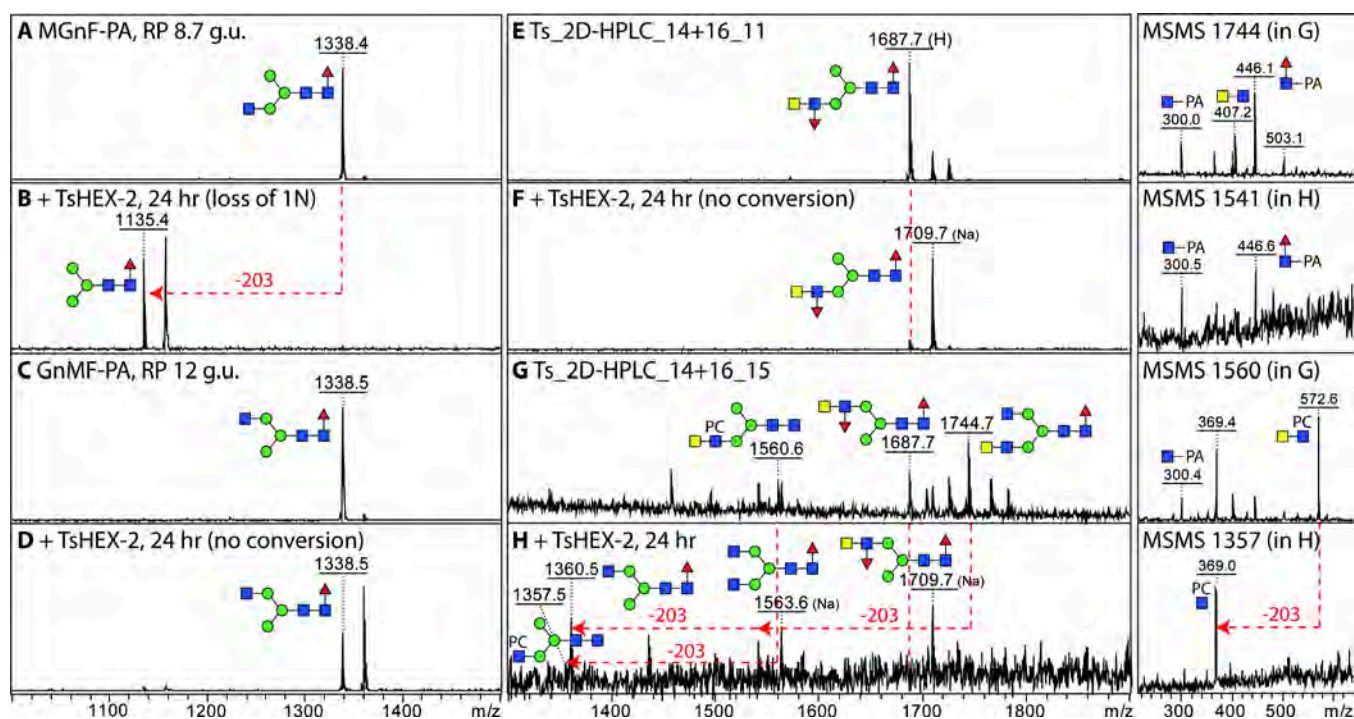 A MGnF-PA, RP 8.7 g.u.
1338.4
B + TsHEX-2, 24 hr (loss of 1N)
1135.4
-203
C GnMF-PA, RP 12 g.u.
1338.5
D + TsHEX-2, 24 hr (no conversion)
1338.5
1100 1200 1300 1400 m/z
E Ts_2D-HPLC_14+16_11
1687.7 (H)
F + TsHEX-2, 24 hr (no conversion)
1709.7 (Na)
G Ts_2D-HPLC_14+16_15
PC
1560.6
1687.7
1744.7
H + TsHEX-2, 24 hr
1360.5
1357.5
1563.6 (Na)
1709.7 (Na)
-203
-203
-203
PC
1400 1500 1600 1700 1800 m/z
MSMS 1744 (in G)
446.1
-PA
300.0
407.2
-PA
503.1
MSMS 1541 (in H)
-PA
300.5
446.6
-PA
MSMS 1560 (in G)
572.6
369.4
PC
-PA
300.4
MSMS 1357 (in H)
369.0
PC
-203
300 400 500 m/z